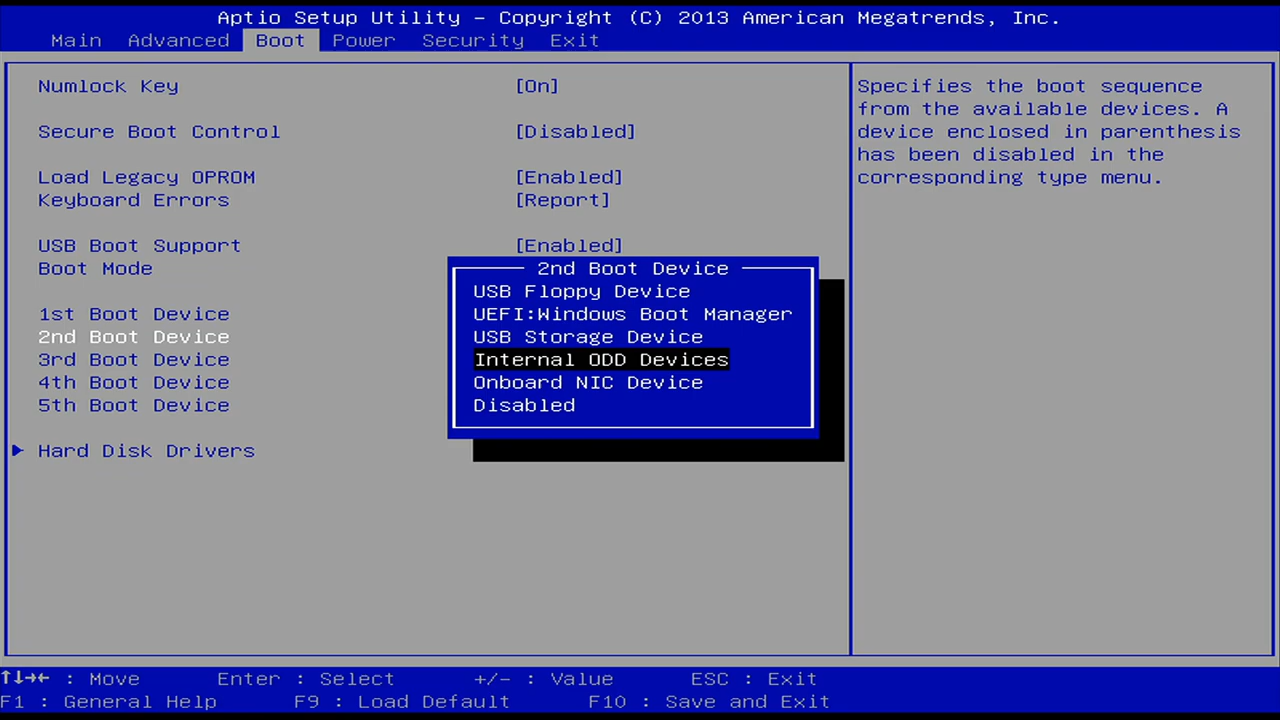 Aptio Setup Utility - Copyright (C) 2013 American Megatrends, Inc.
Main Advanced Boot Power Security Exit
Numlock Key [On]
Secure Boot Control [Disabled]
Load Legacy OPROM [Enabled]
Keyboard Errors [Report]
USB Boot Support [Enabled]
Boot Mode
1st Boot Device
2nd Boot Device
3rd Boot Device
4th Boot Device
5th Boot Device
Hard Disk Drivers
2nd Boot Device
USB Floppy Device
UEFI:Windows Boot Manager
USB Storage Device
Internal ODD Devices
Onboard NIC Device
Disabled
Specifies the boot sequence
from the available devices. A
device enclosed in parenthesis
has been disabled in the
corresponding type menu.
↑↓→← : Move Enter : Select +/- : Value ESC : Exit
F1 : General Help F9 : Load Default F10 : Save and Exit